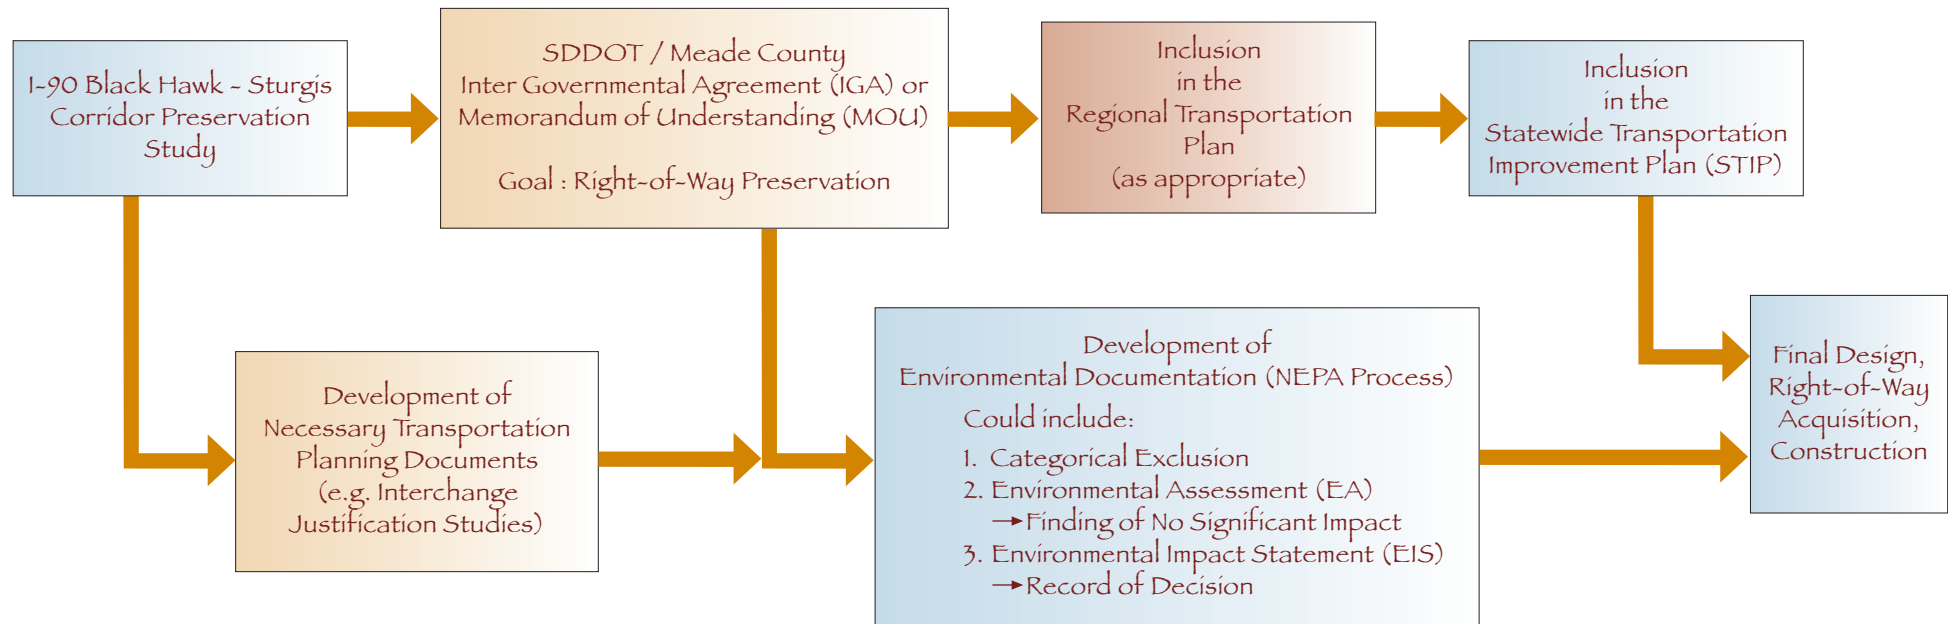 I-90 Black Hawk - Sturgis
Corridor Preservation
Study
SDDOT / Meade County
Inter Governmental Agreement (IGA) or
Memorandum of Understanding (MOU)
Goal : Right-of-Way Preservation
Inclusion
in the
Regional Transportation
Plan
(as appropriate)
Inclusion
in the
Statewide Transportation
Improvement Plan (STIP)
Development of
Necessary Transportation
Planning Documents
(e.g. Interchange
Justification Studies)
Development of
Environmental Documentation (NEPA Process)
Could include:
1. Categorical Exclusion
2. Environmental Assessment (EA)
→Finding of No Significant Impact
3. Environmental Impact Statement (EIS)
→Record of Decision
Final Design,
Right-of-Way
Acquisition,
Construction